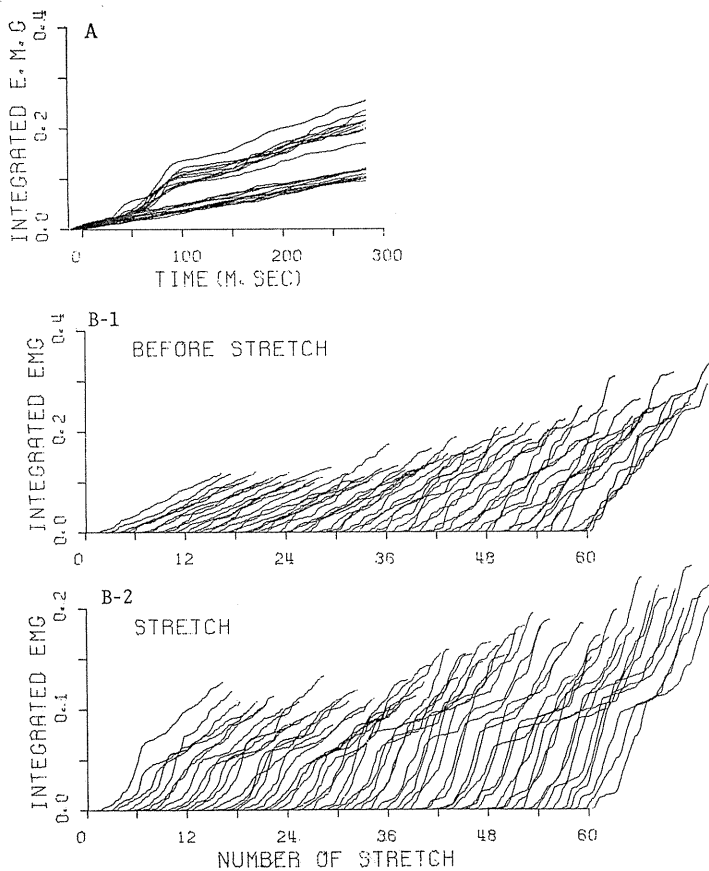 A
INTEGRATED E.M.G
0.0 0.2 0.4
0 100 200 300
TIME (M. SEC)
B-1
BEFORE STRETCH
INTEGRATED EMG
0.0 0.2 0.4
0 12 24 36 48 60
B-2
STRETCH
INTEGRATED EMG
0.0 0.1 0.2
0 12 24 36 48 60
NUMBER OF STRETCH